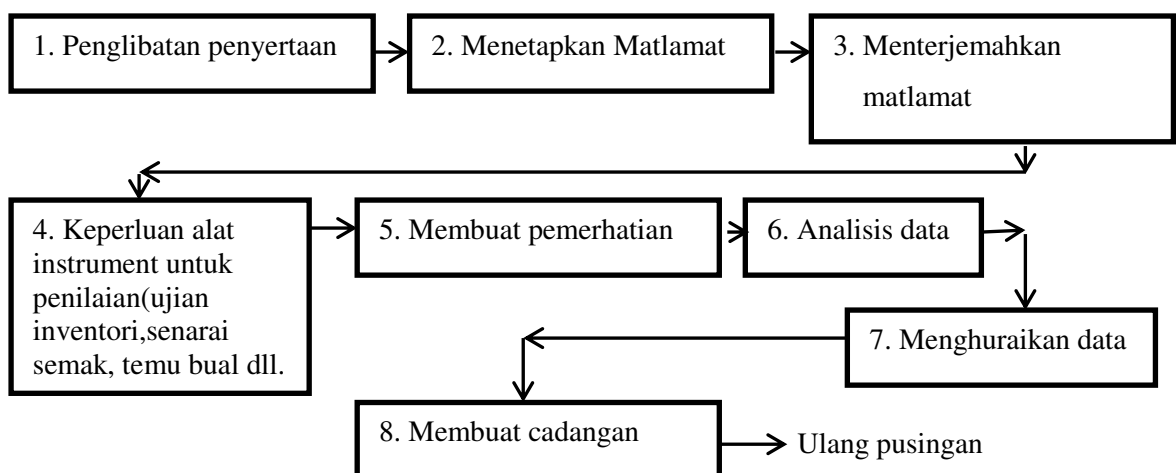 1. Penglibatan penyertaan
2. Menetapkan Matlamat
3. Menterjemahkan
matlamat
4. Keperluan alat
instrument untuk
penilaian(ujian
inventori,senarai
semak, temu bual dll.
5. Membuat pemerhatian
6. Analisis data
7. Menghuraikan data
8. Membuat cadangan
Ulang pusingan